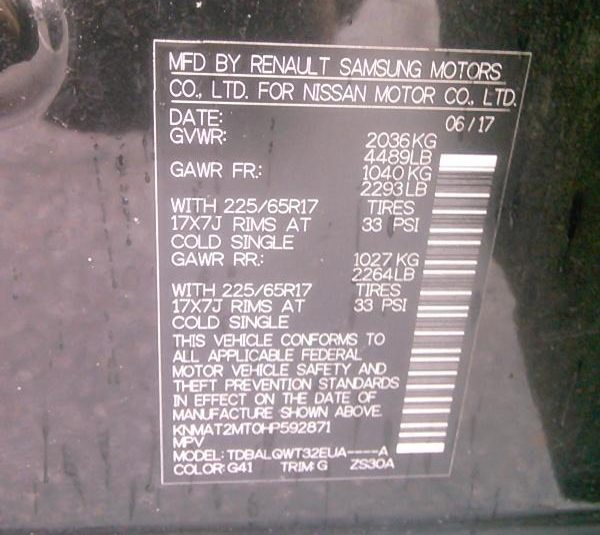 MFD BY RENAULT SAMSUNG MOTORS
CO., LTD. FOR NISSAN MOTOR CO., LTD.
DATE: 06/17
GVWR: 2036KG
4489LB
GAWR FR.: 1040 KG
2293LB
WITH 225/65R17 TIRES
17X7J RIMS AT 33 PSI
COLD SINGLE
GAWR RR.: 1027 KG
2264LB
WITH 225/65R17 TIRES
17X7J RIMS AT 33 PSI
COLD SINGLE
THIS VEHICLE CONFORMS TO
ALL APPLICABLE FEDERAL
MOTOR VEHICLE SAFETY AND
THEFT PREVENTION STANDARDS
IN EFFECT ON THE DATE OF
MANUFACTURE SHOWN ABOVE.
KNMAT2MT0HP592871
MPV
MODEL: TDBALQWT32EUA----A
COLOR: G41 TRIM: G ZS30A